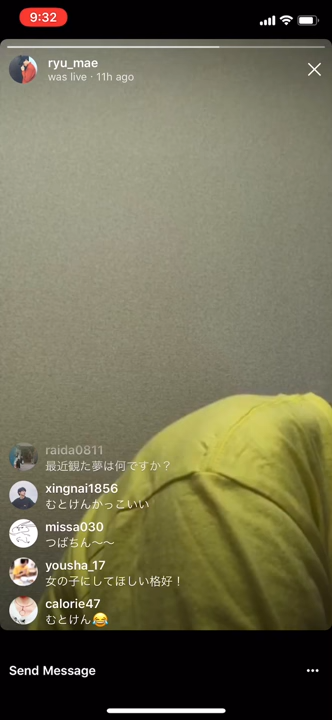 9:32
ryu_mae
was live · 11h ago
raida0811
最近観た夢は何ですか？
xingnai1856
むとけんかっこいい
missa030
つばちん〜〜
yousha_17
女の子にしてほしい格好！
calorie47
むとけん😂
Send Message